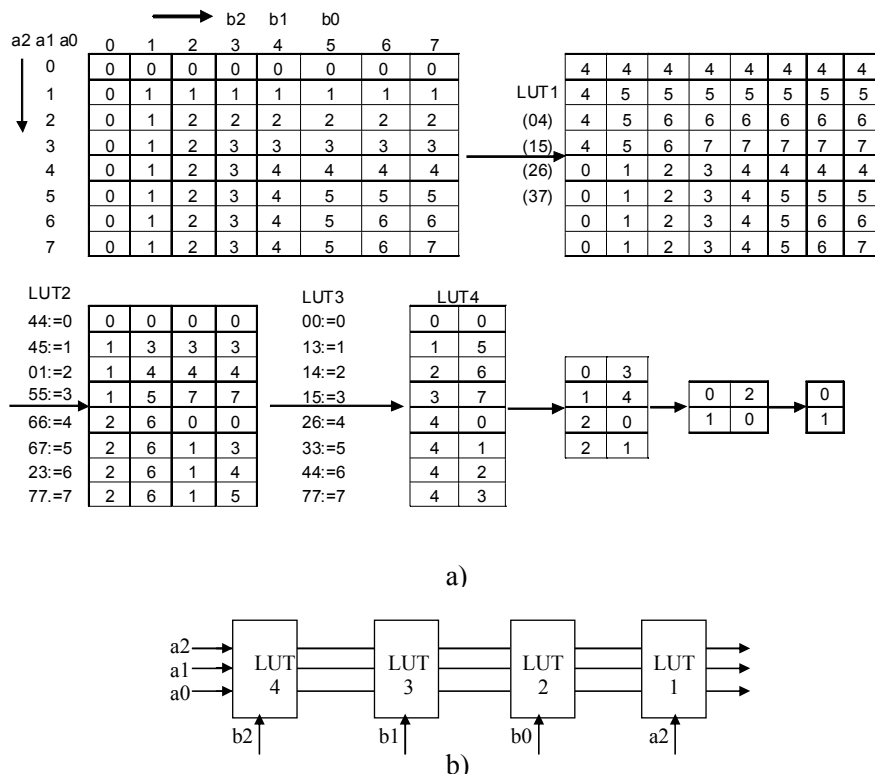 b2 b1 b0
a2 a1 a0 0 1 2 3 4 5 6 7
0 0 0 0 0 0 0 0 0
1 0 1 1 1 1 1 1 1
2 0 1 2 2 2 2 2 2
3 0 1 2 3 3 3 3 3
4 0 1 2 3 4 4 4 4
5 0 1 2 3 4 5 5 5
6 0 1 2 3 4 5 6 6
7 0 1 2 3 4 5 6 7
4 4 4 4 4 4 4 4
LUT1 4 5 5 5 5 5 5 5
(04) 4 5 6 6 6 6 6 6
(15) 4 5 6 7 7 7 7 7
(26) 0 1 2 3 4 4 4 4
(37) 0 1 2 3 4 5 5 5
0 1 2 3 4 5 6 6
0 1 2 3 4 5 6 7
LUT2
44:=0 0 0 0 0
45:=1 1 3 3 3
01:=2 1 4 4 4
55:=3 1 5 7 7
66:=4 2 6 0 0
67:=5 2 6 1 3
23:=6 2 6 1 4
77.=7 2 6 1 5
LUT3 LUT4
00:=0 0 0
13:=1 1 5
14:=2 2 6
15:=3 3 7
26:=4 4 0
33:=5 4 1
44:=6 4 2
77:=7 4 3
0 3
1 4
2 0
2 1
0 2
1 0
0
1
a)
a2
a1
a0
LUT
4
LUT
3
LUT
2
LUT
1
b2 b1 b0 a2
b)